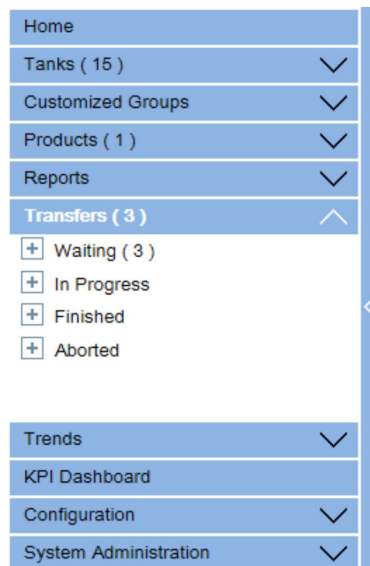 Home
Tanks ( 15 )
Customized Groups
Products ( 1 )
Reports
Transfers ( 3 )
Waiting ( 3 )
In Progress
Finished
Aborted
Trends
KPI Dashboard
Configuration
System Administration